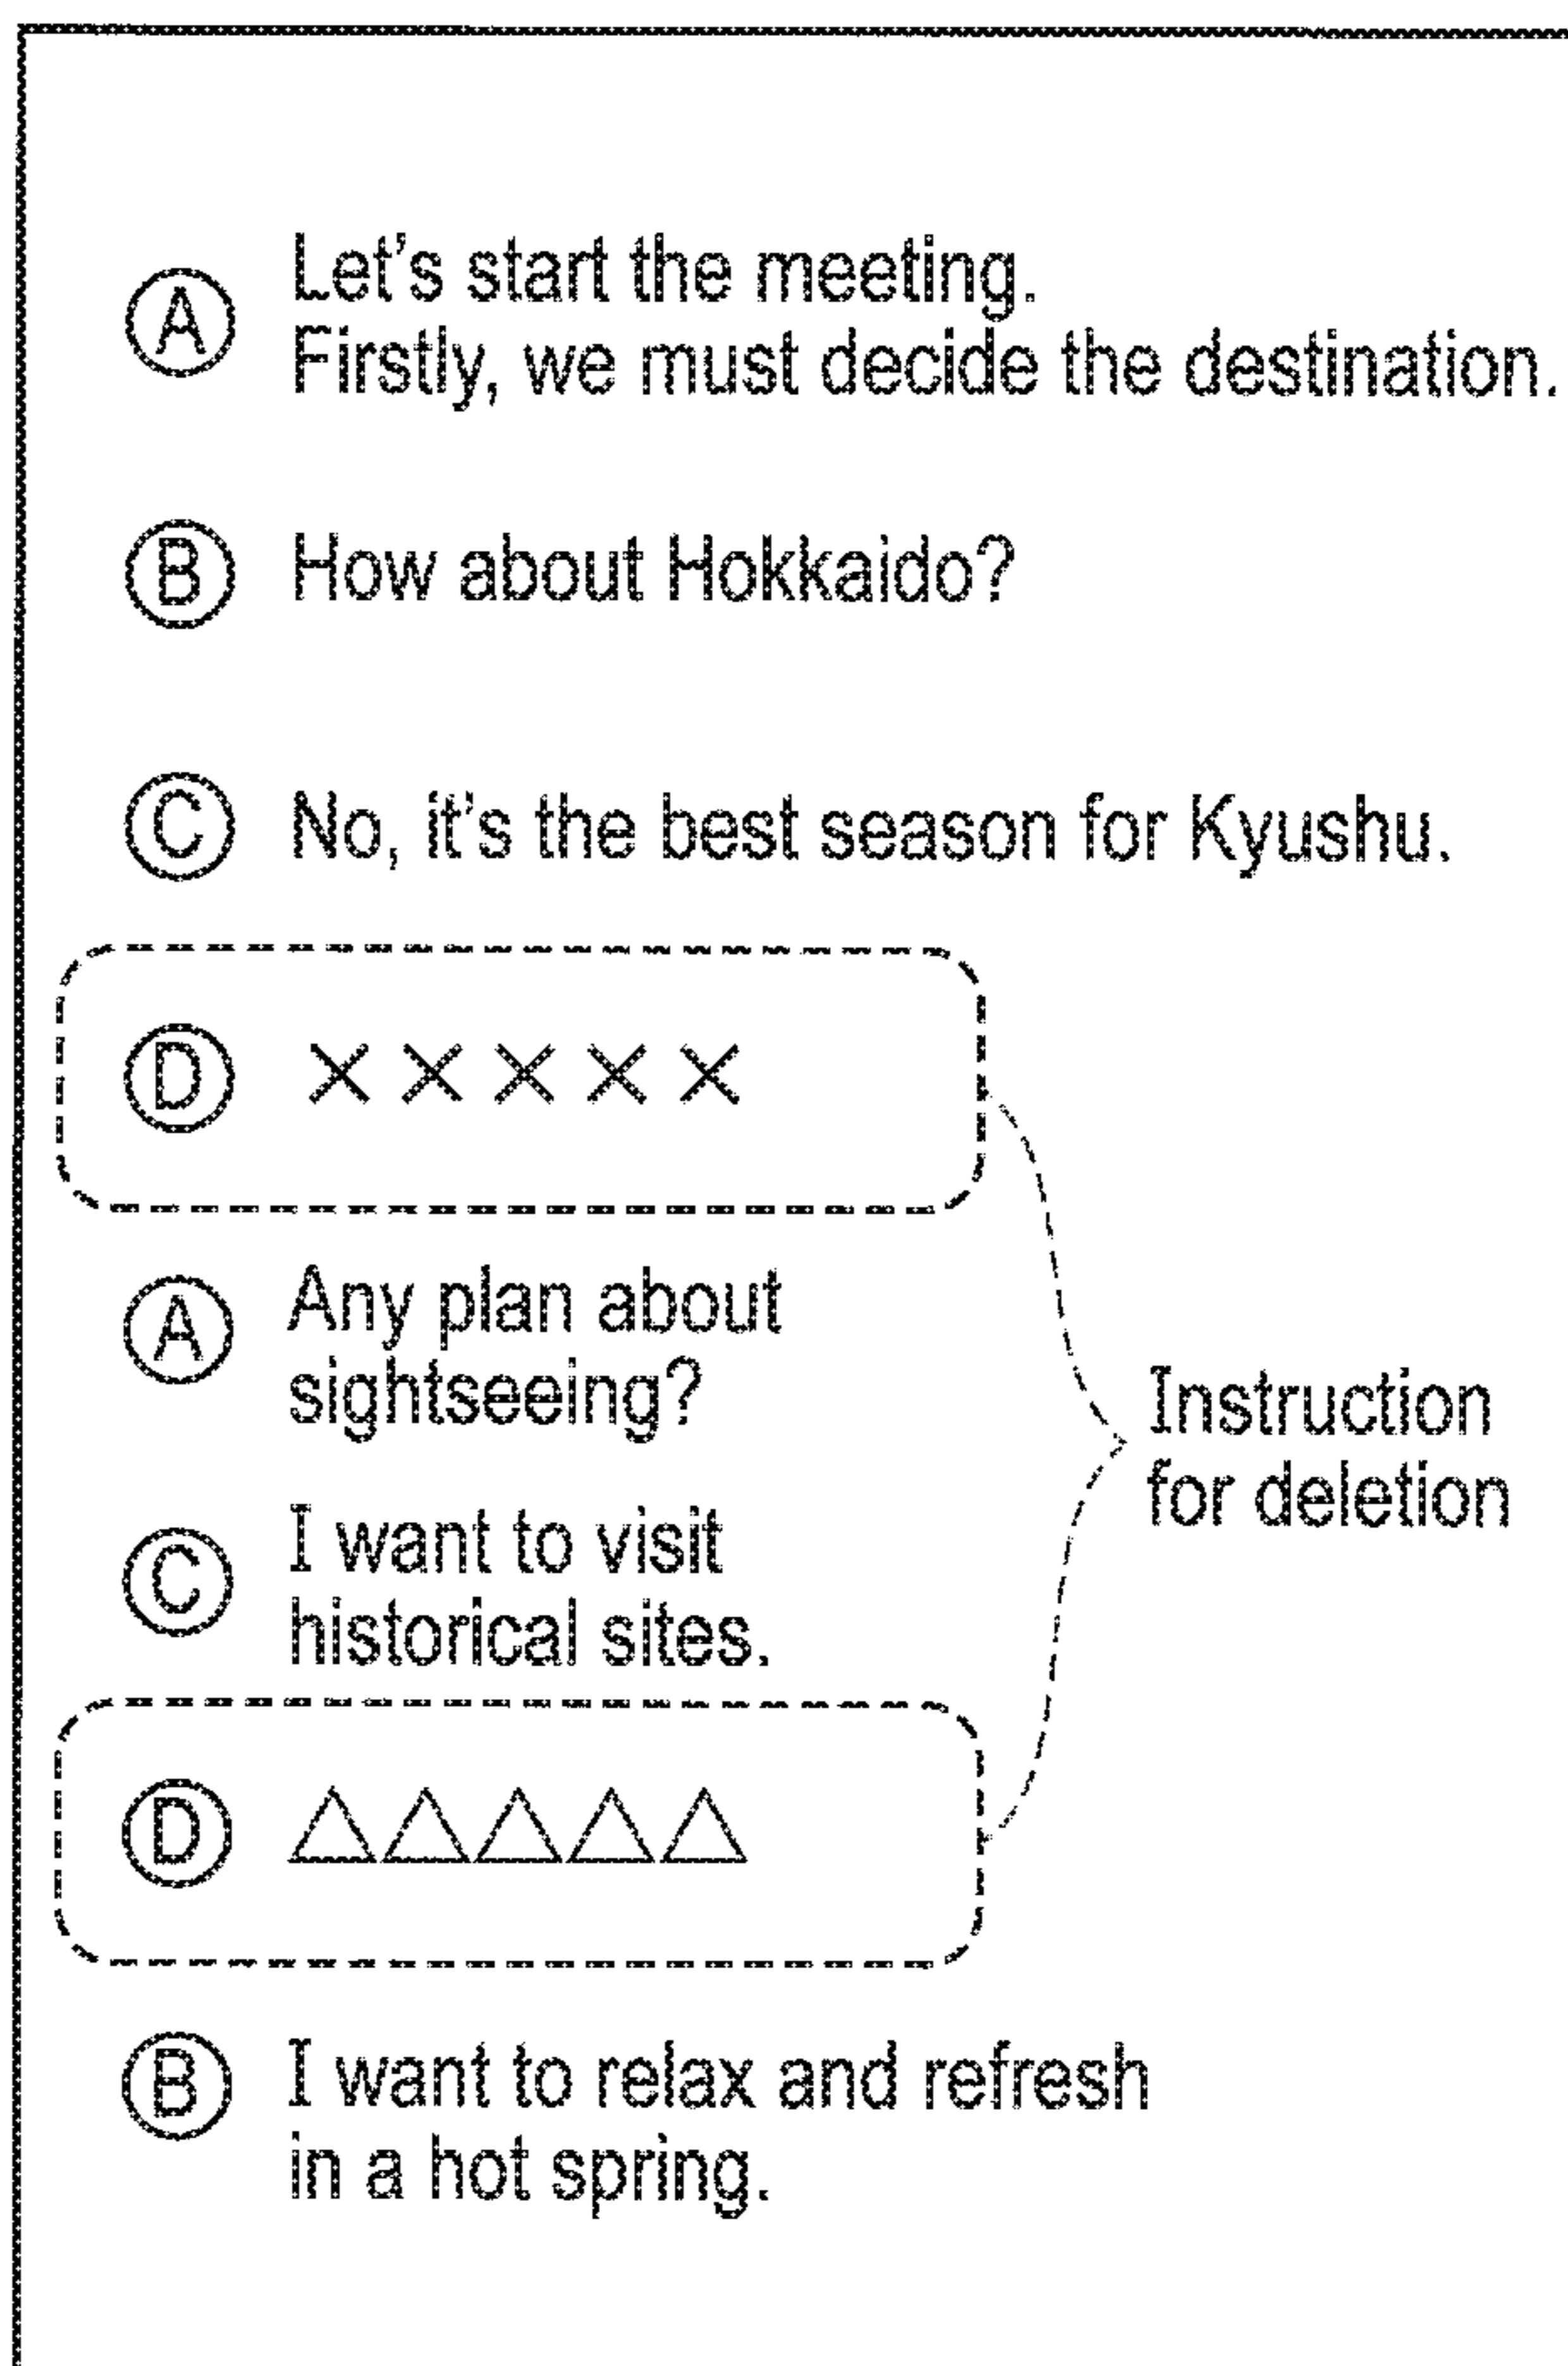 Ⓐ Let's start the meeting.
Firstly, we must decide the destination.
Ⓑ How about Hokkaido?
Ⓒ No, it's the best season for Kyushu.
Ⓓ ×××××
Ⓐ Any plan about
sightseeing?
Instruction
for deletion
Ⓒ I want to visit
historical sites.
Ⓓ △△△△△
Ⓑ I want to relax and refresh
in a hot spring.